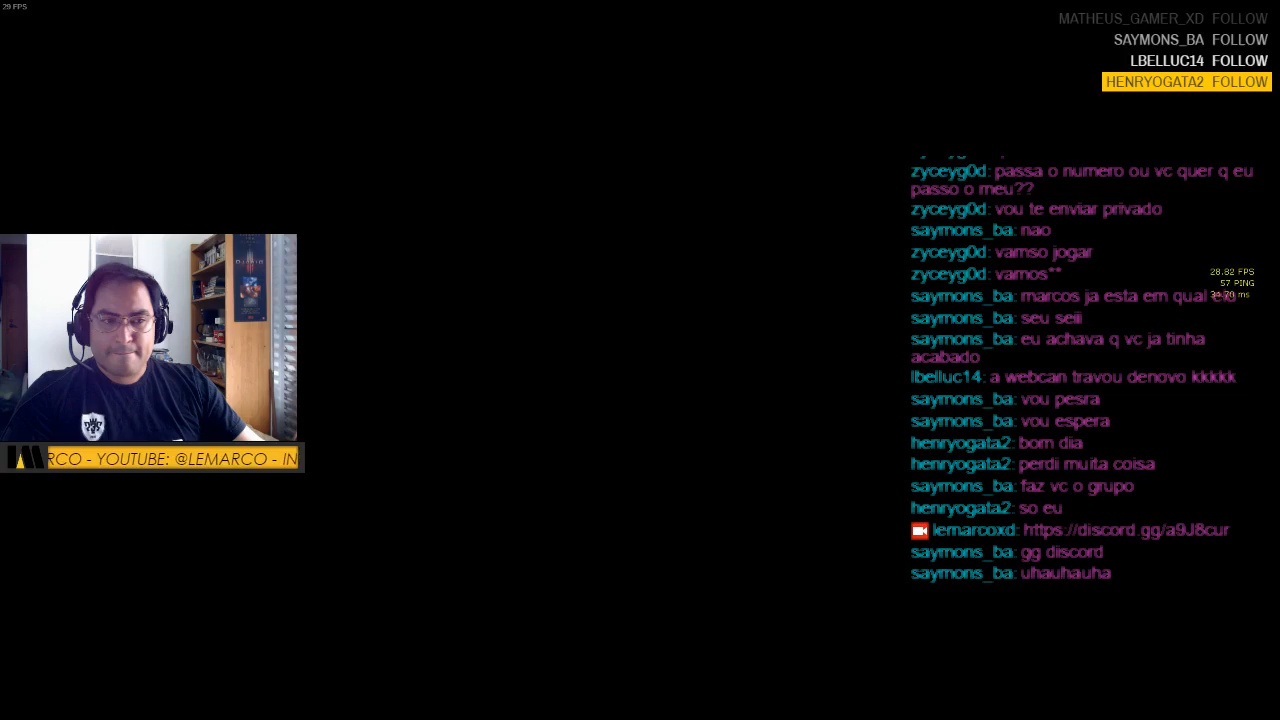 29 FPS
MATHEUS_GAMER_XD FOLLOW
SAYMONS_BA FOLLOW
LBELLUC14 FOLLOW
HENRYOGATA2 FOLLOW
zyceyg0d: passa o numero ou vc quer q eu
passo o meu??
zyceyg0d: vou te enviar privado
saymons_ba: nao
zyceyg0d: vamso jogar
zyceyg0d: vamos**
28.82 FPS
57 PING
saymons_ba: marcos ja esta em qual
saymons_ba: seu seiii
saymons_ba: eu achava q vc ja tinha
acabado
lbelluc14: a webcan travou denovo kkkkk
saymons_ba: vou pesra
saymons_ba: vou espera
henryogata2: bom dia
henryogata2: perdi muita coisa
saymons_ba: faz vc o grupo
henryogata2: so eu
lemarcoxd: https://discord.gg/a9J8cur
saymons_ba: gg discord
saymons_ba: uhauhauha
RCO - YOUTUBE: @LEMARCO - IN